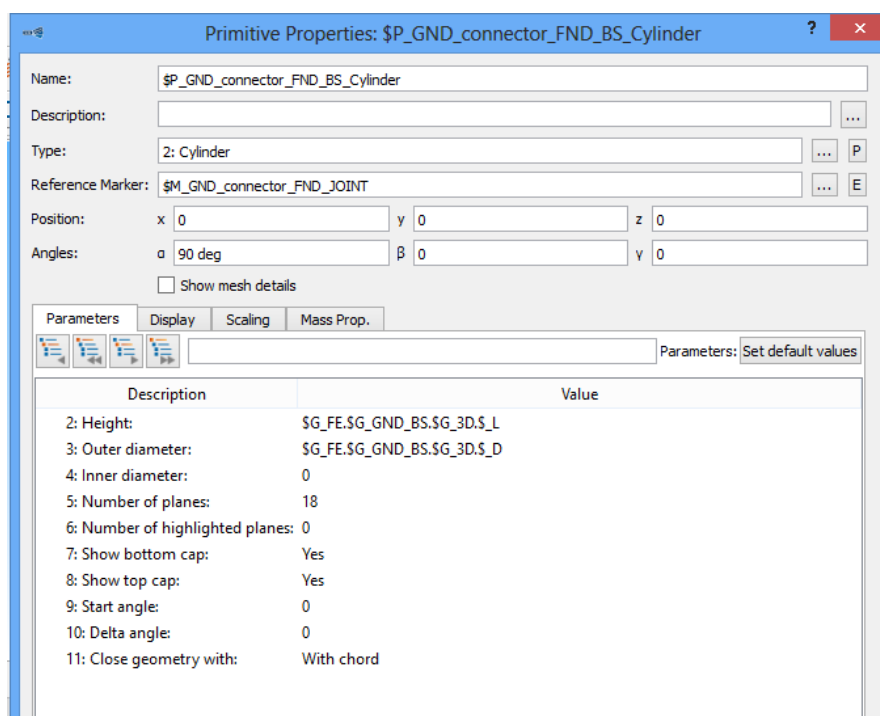 Primitive Properties: $P_GND_connector_FND_BS_Cylinder ? ×
Name: $P_GND_connector_FND_BS_Cylinder
Description: ...
Type: 2: Cylinder ... P
Reference Marker: $M_GND_connector_FND_JOINT ... E
Position: x 0 y 0 z 0
Angles: α 90 deg β 0 γ 0
Show mesh details
Parameters Display Scaling Mass Prop.
Parameters: Set default values
Description Value
2: Height: $G_FE.$G_GND_BS.$G_3D.$_L
3: Outer diameter: $G_FE.$G_GND_BS.$G_3D.$_D
4: Inner diameter: 0
5: Number of planes: 18
6: Number of highlighted planes: 0
7: Show bottom cap: Yes
8: Show top cap: Yes
9: Start angle: 0
10: Delta angle: 0
11: Close geometry with: With chord